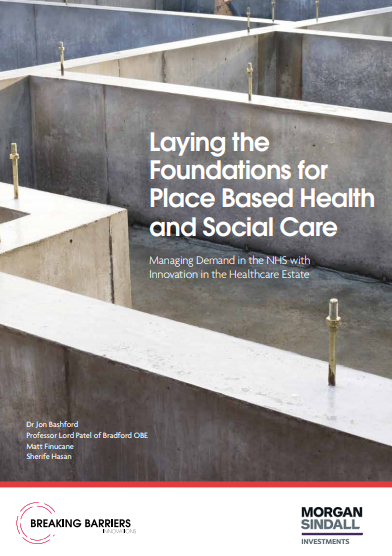 Laying the
Foundations for
Place Based Health
and Social Care
Managing Demand in the NHS with
Innovation in the Healthcare Estate
Dr Jon Bashford
Professor Lord Patel of Bradford OBE
Matt Finucane
Sherife Hasan
BREAKING BARRIERS
INNOVATIONS
MORGAN
SINDALL
INVESTMENTS